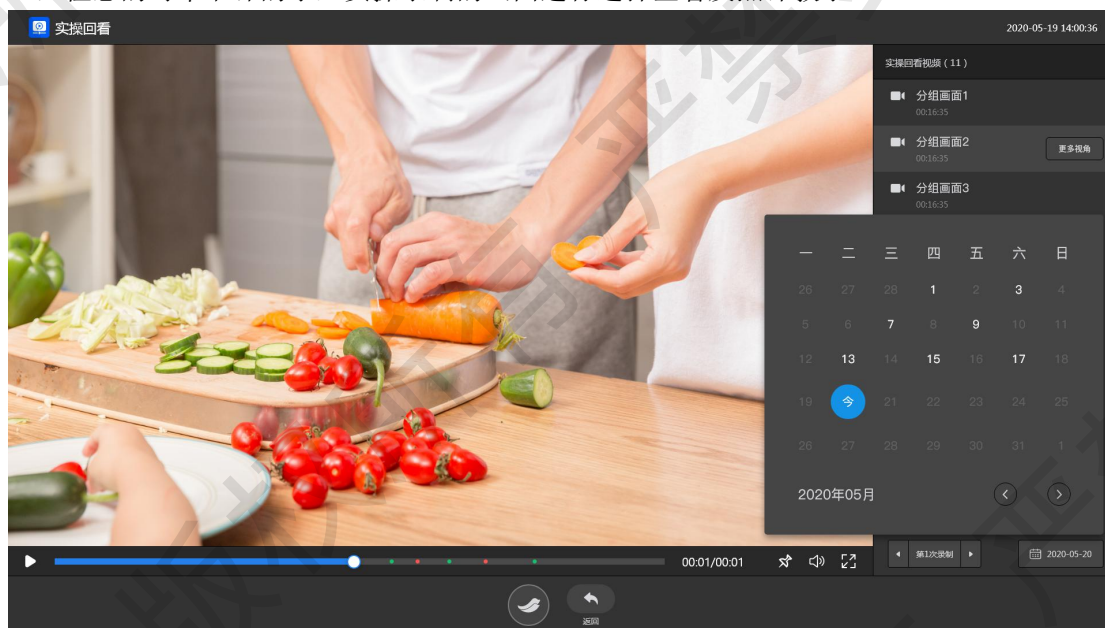 实操回看
2020-05-19 14:00:36
实操回看视频（11）
分组画面1
00:16:35
分组画面2
00:16:35
更多视角
分组画面3
00:16:35
一 二 三 四 五 六 日
26 27 28 1 2 3 4
5 6 7 8 9 10 11
12 13 14 15 16 17 18
19 今 21 22 23 24 25
26 27 28 29 30 31 1
2020年05月
00:01/00:01
第1次录制
2020-05-20
返回